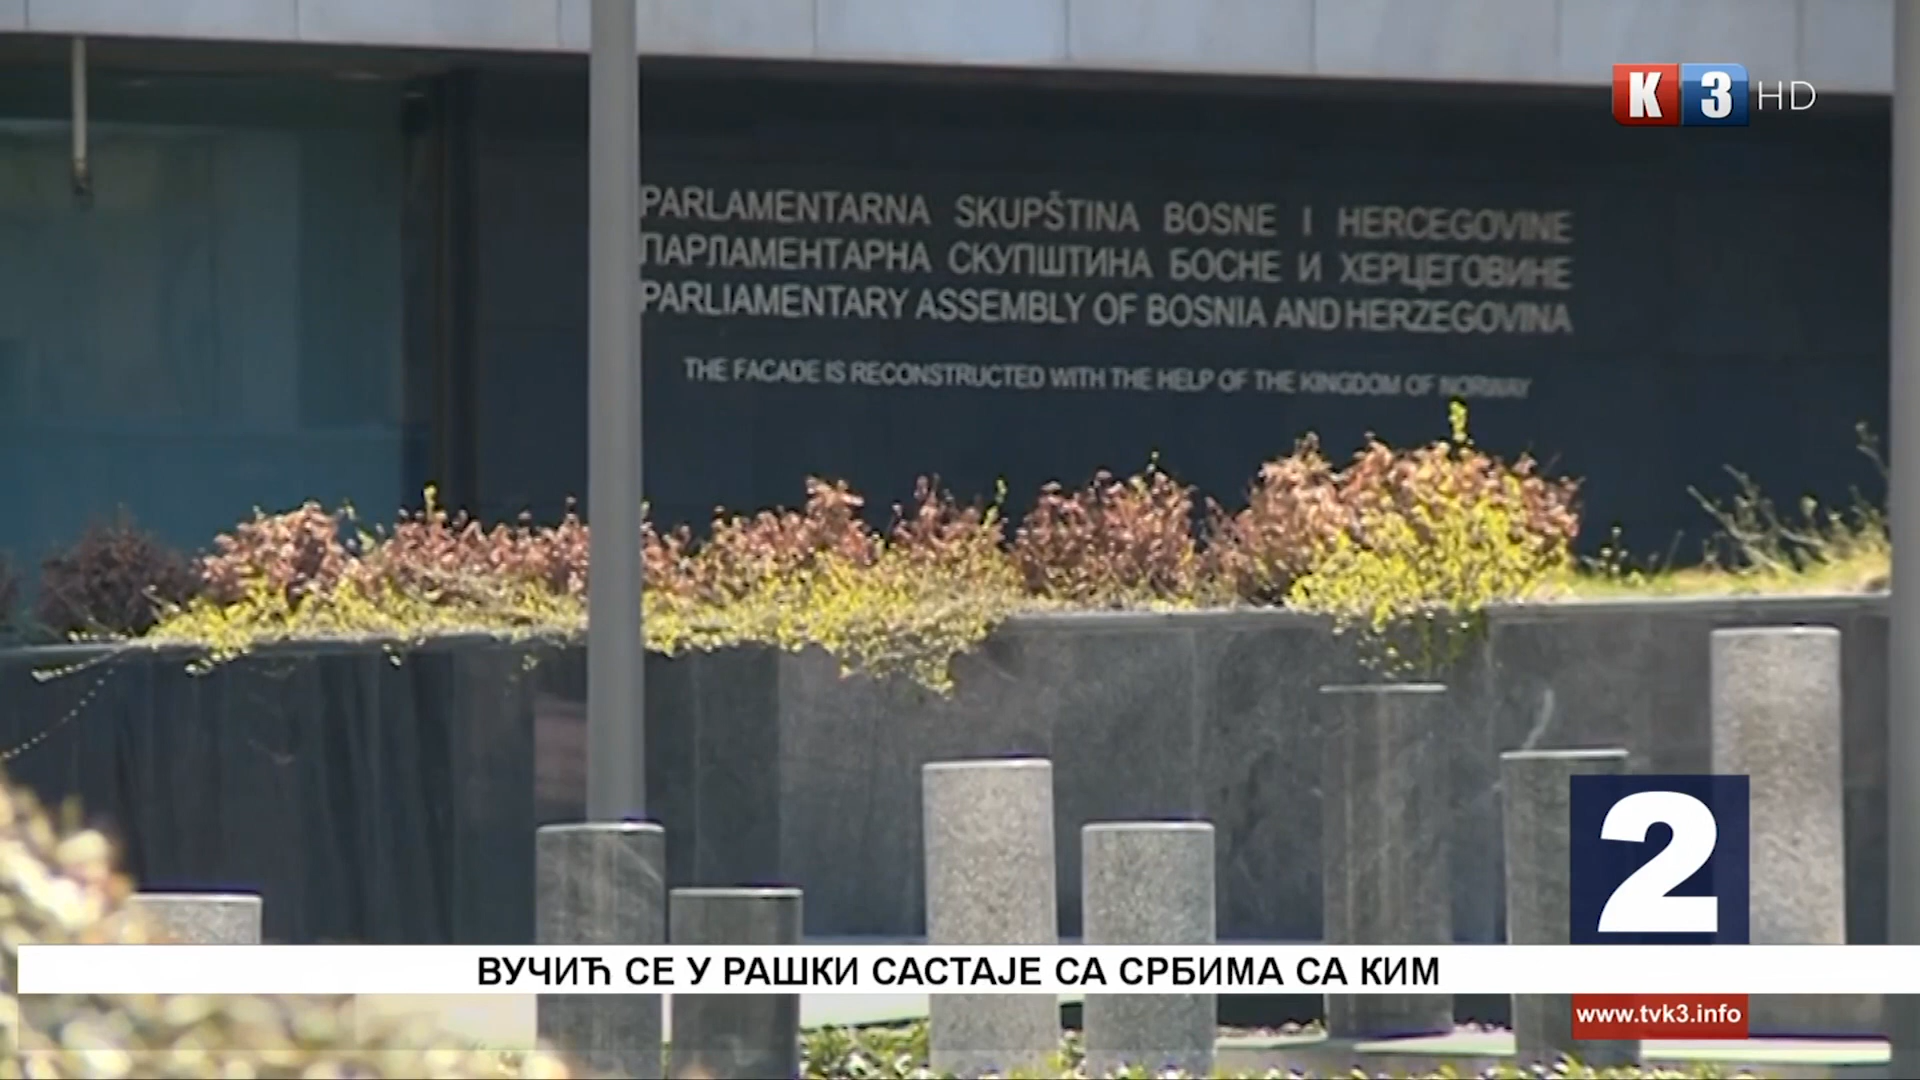 K3 HD
PARLAMENTARNA SKUPŠTINA BOSNE I HERCEGOVINE
ПАРЛАМЕНТАРНА СКУПШТИНА БОСНЕ И ХЕРЦЕГОВИНЕ
PARLIAMENTARY ASSEMBLY OF BOSNIA AND HERZEGOVINA
THE FACADE IS RECONSTRUCTED WITH THE HELP OF THE KINGDOM OF NORWAY
2
ВУЧИЋ СЕ У РАШКИ САСТАЈЕ СА СРБИМА СА КИМ
www.tvk3.info